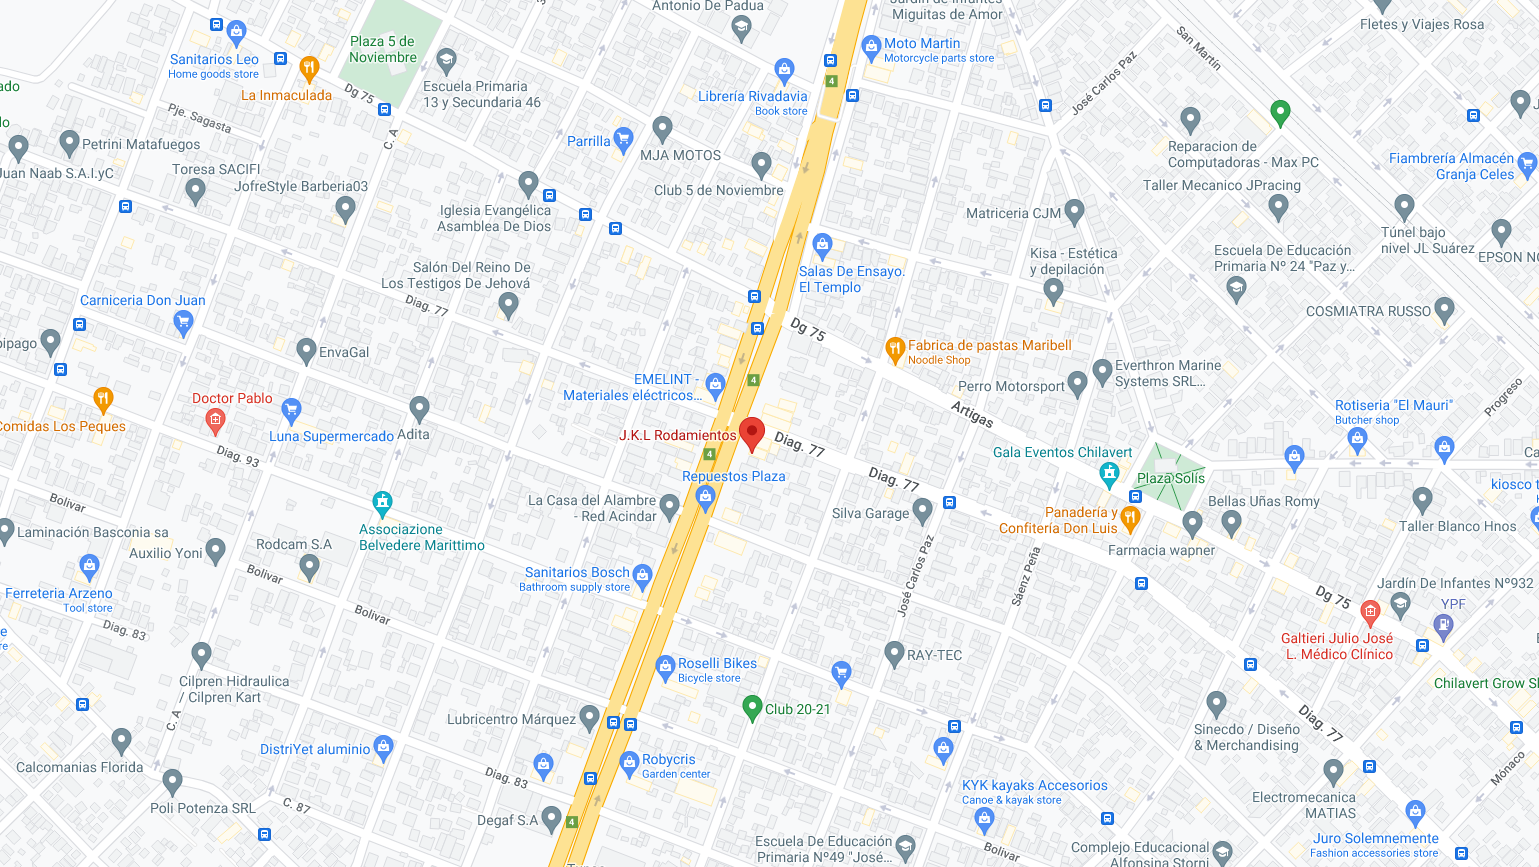 Antonio De Padua
Jardín de Infantes
Miguitas de Amor
Fletes y Viajes Rosa
Plaza 5 de
Noviembre
Sanitarios Leo
Home goods store
La Inmaculada
Dg 75
Escuela Primaria
13 y Secundaria 46
Moto Martin
Motorcycle parts store
San Martin
José Carlos Paz
4
Librería Rivadavia
Book store
Pje. Sagasta
C. A
Petrini Matafuegos
Juan Naab S.A.I.yC
Toresa SACIFI
JofreStyle Barberia03
Parrilla
MJA MOTOS
Club 5 de Noviembre
Reparacion de
Computadoras - Max PC
Fiambrería Almacén
Granja Celes
Taller Mecanico JPracing
Iglesia Evangélica
Asamblea De Dios
Matriceria CJM
Túnel bajo
nivel JL Suárez
Escuela De Educación
Primaria Nº 24 "Paz y...
EPSON NO
Kisa - Estética
y depilación
Salas De Ensayo.
El Templo
Salón Del Reino De
Los Testigos De Jehová
Diag. 77
Carniceria Don Juan
COSMIATRA RUSSO
Dg 75
pipago
EnvaGal
Fabrica de pastas Maribell
Noodle Shop
Everthron Marine
Systems SRL...
Perro Motorsport
EMELINT -
Materiales eléctricos...
4
Progreso
Doctor Pablo
Comidas Los Peques
Luna Supermercado
Adita
Artigas
Rotiseria "El Mauri"
Butcher shop
J.K.L Rodamientos
Diag. 77
4
Diag. 93
Gala Eventos Chilavert
Plaza Solís
Repuestos Plaza
Diag. 77
Bolivar
La Casa del Alambre
- Red Acindar
Silva Garage
Panadería y
Confitería Don Luis
Bellas Uñas Romy
kiosco t
Taller Blanco Hnos
Laminación Basconia sa
Associazione
Belvedere Marittimo
Auxilio Yoni
Rodcam S.A
Farmacia wapner
José Carlos Paz
Sáenz Peña
Bolivar
Sanitarios Bosch
Bathroom supply store
Ferreteria Arzeno
Tool store
Jardín De Infantes Nº932
Dg 75
YPF
Bolivar
Diag. 83
Galtieri Julio José
L. Médico Clínico
RAY-TEC
Roselli Bikes
Bicycle store
Cilpren Hidraulica
/ Cilpren Kart
Chilavert Grow Sh
C. A
Club 20-21
Lubricentro Márquez
Diag. 77
Sinecdo / Diseño
& Merchandising
DistriYet aluminio
Calcomanias Florida
Robycris
Garden center
Diag. 83
KYK kayaks Accesorios
Canoe & kayak store
Mónaco
Electromecanica
MATIAS
Poli Potenza SRL
C. 87
Degaf S.A
4
Juro Solemnemente
Fashion accessories store
Escuela De Educación
Primaria Nº49 "José...
Bolivar
Complejo Educacional
Alfonsina Storni